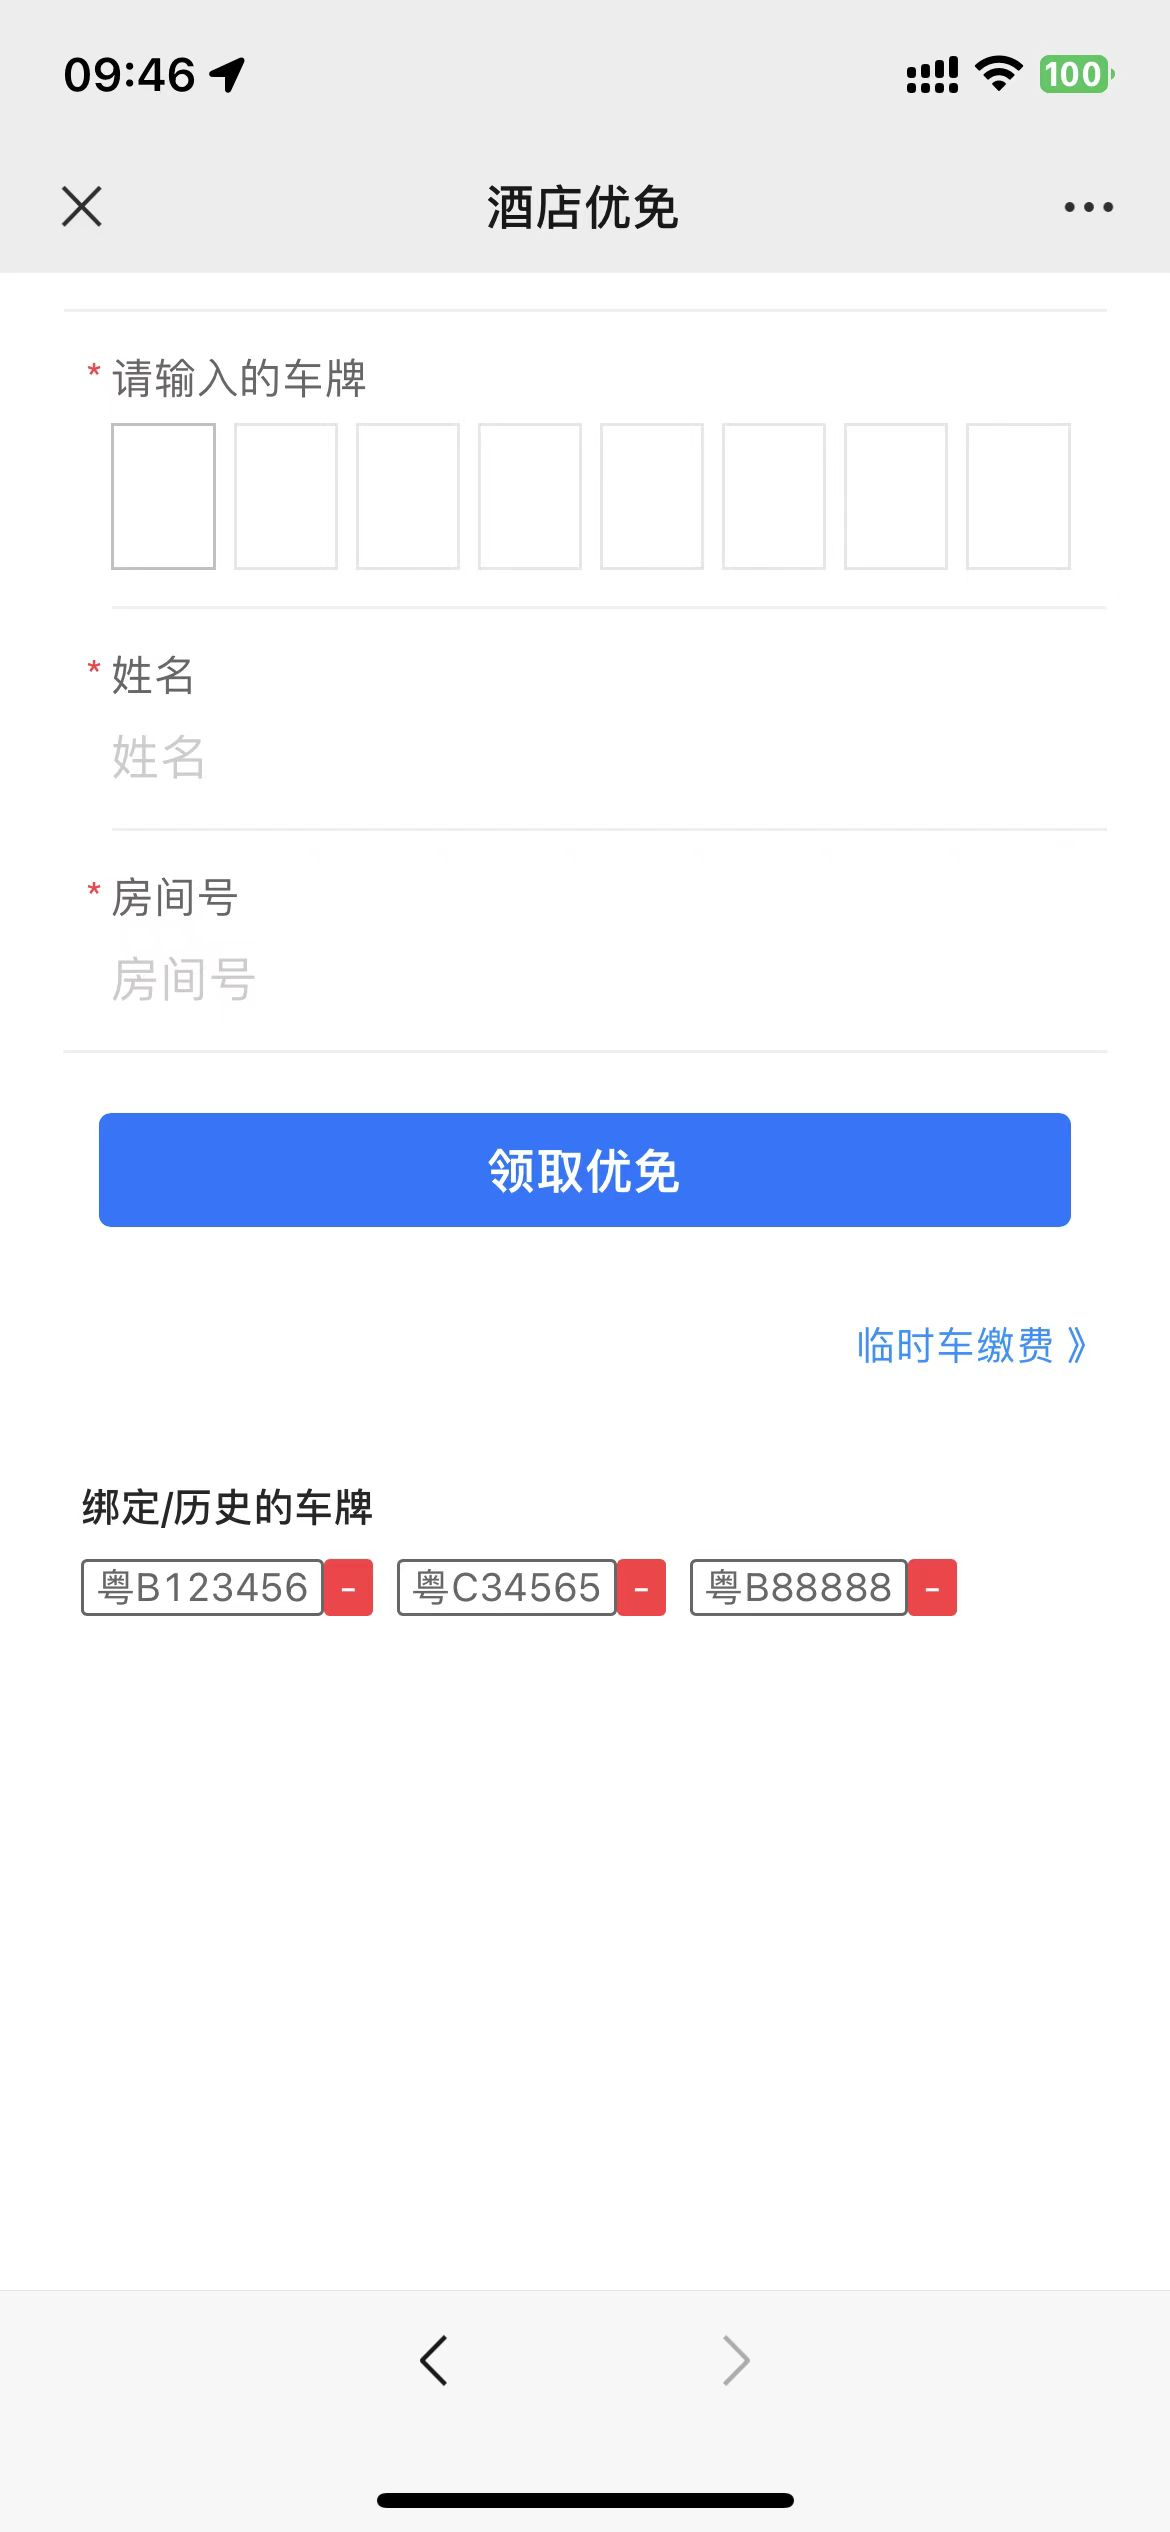 09:46
100
酒店优免
* 请输入的车牌
* 姓名
姓名
* 房间号
房间号
领取优免
临时车缴费 》
绑定/历史的车牌
粤B123456 - 粤C34565 - 粤B88888 -